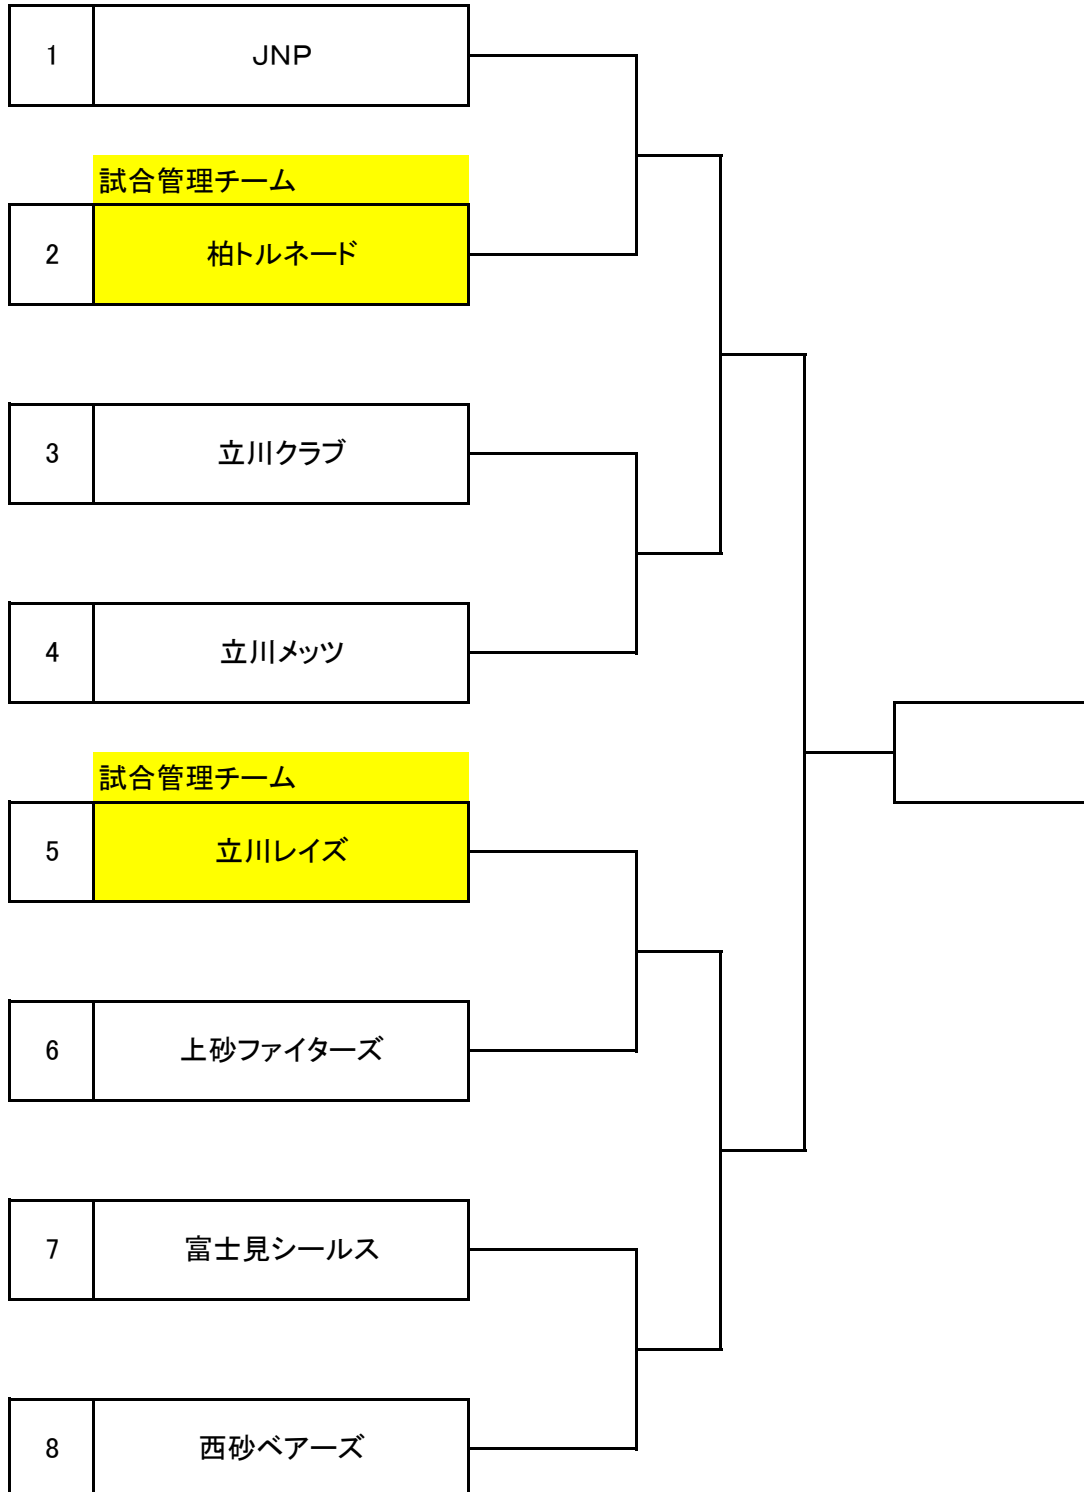 1 JNP
試合管理チーム
2 柏トルネード
3 立川クラブ
4 立川メッツ
試合管理チーム
5 立川レイズ
6 上砂ファイターズ
7 富士見シールス
8 西砂ベアーズ